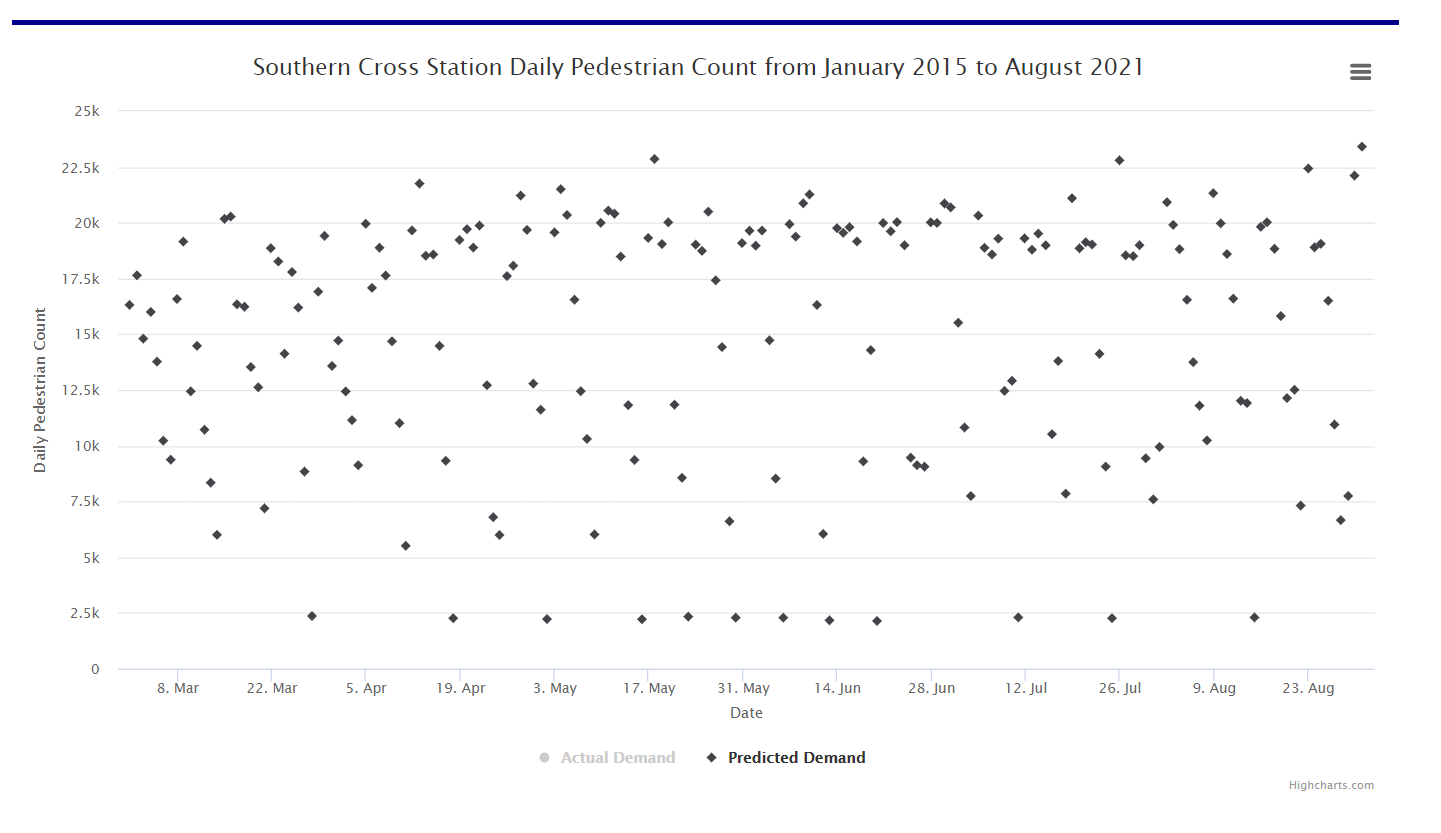 Southern Cross Station Daily Pedestrian Count from January 2015 to August 2021
25k
22.5k
20k
17.5k
15k
12.5k
10k
7.5k
5k
2.5k
0
Daily Pedestrian Count
8. Mar 22. Mar 5. Apr 19. Apr 3. May 17. May 31. May 14. Jun 28. Jun 12. Jul 26. Jul 9. Aug 23. Aug
Date
Actual Demand Predicted Demand
Highcharts.com